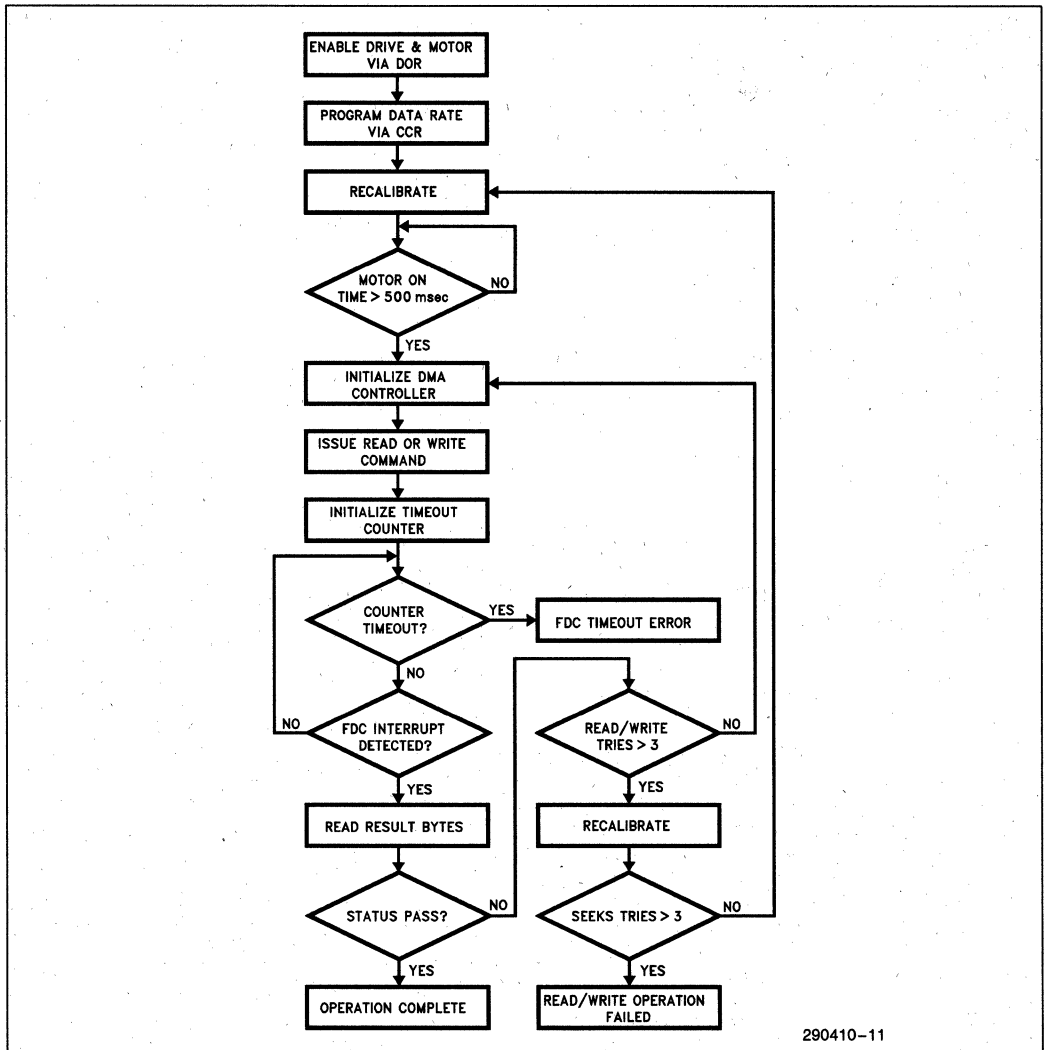 ENABLE DRIVE & MOTOR
VIA DOR
PROGRAM DATA RATE
VIA CCR
RECALIBRATE
MOTOR ON
TIME > 500 msec
NO
YES
INITIALIZE DMA
CONTROLLER
ISSUE READ OR WRITE
COMMAND
INITIALIZE TIMEOUT
COUNTER
COUNTER
TIMEOUT?
YES
FDC TIMEOUT ERROR
NO
FDC INTERRUPT
DETECTED?
NO
YES
READ/WRITE
TRIES > 3
NO
YES
READ RESULT BYTES
RECALIBRATE
STATUS PASS?
NO
YES
SEEKS TRIES > 3
NO
YES
OPERATION COMPLETE
READ/WRITE OPERATION
FAILED
290410-11